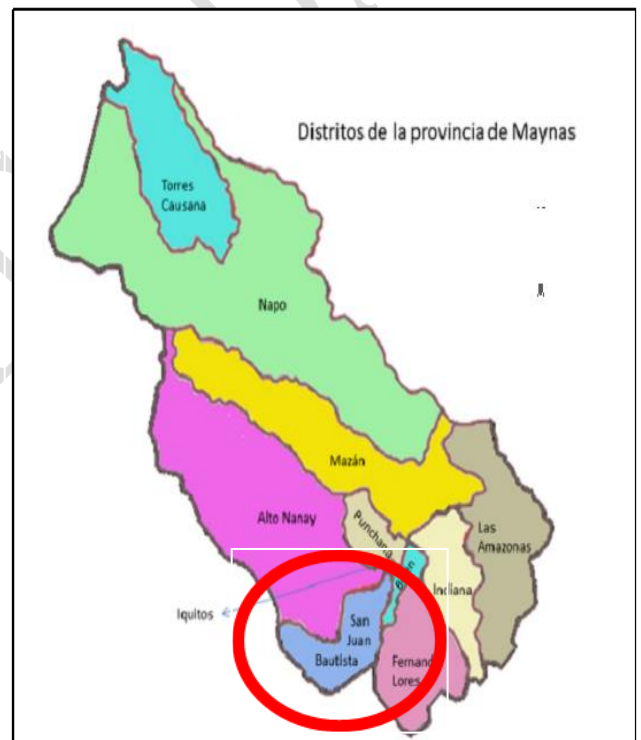 Distritos de la provincia de Maynas
Torres
Causana
Napo
Mazán
Alto Nanay
Punchana
Las
Amazonas
Indiana
Iquitos
San
Juan
Bautista
Lores